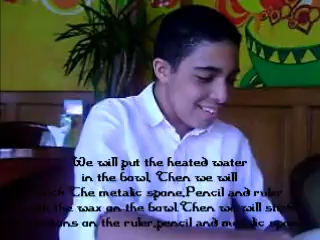 We will put the heated water
in the bowl. Then we will
The metalic spone,Pencil and ruler
the wax on the bowl.Then we will
on the ruler,pencil and metalic